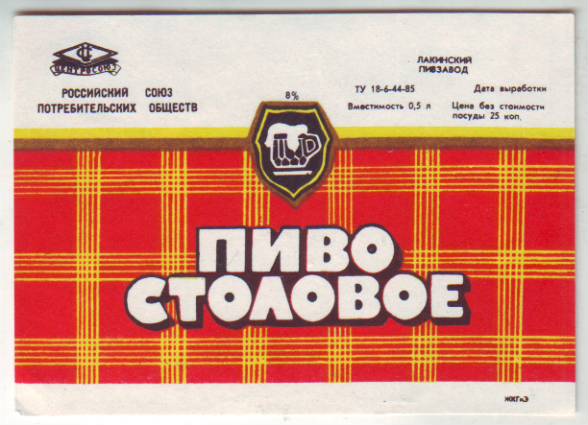 ЦЕНТРОСОЮЗ
РОССИЙСКИЙ СОЮЗ
ПОТРЕБИТЕЛЬСКИХ ОБЩЕСТВ
ЛАКИНСКИЙ
ПИВЗАВОД
8%
ТУ 18-6-44-85
Дата выработки
Вместимость 0,5 л
Цена без стоимости
посуды 25 коп.
ПИВО
СТОЛОВОЕ